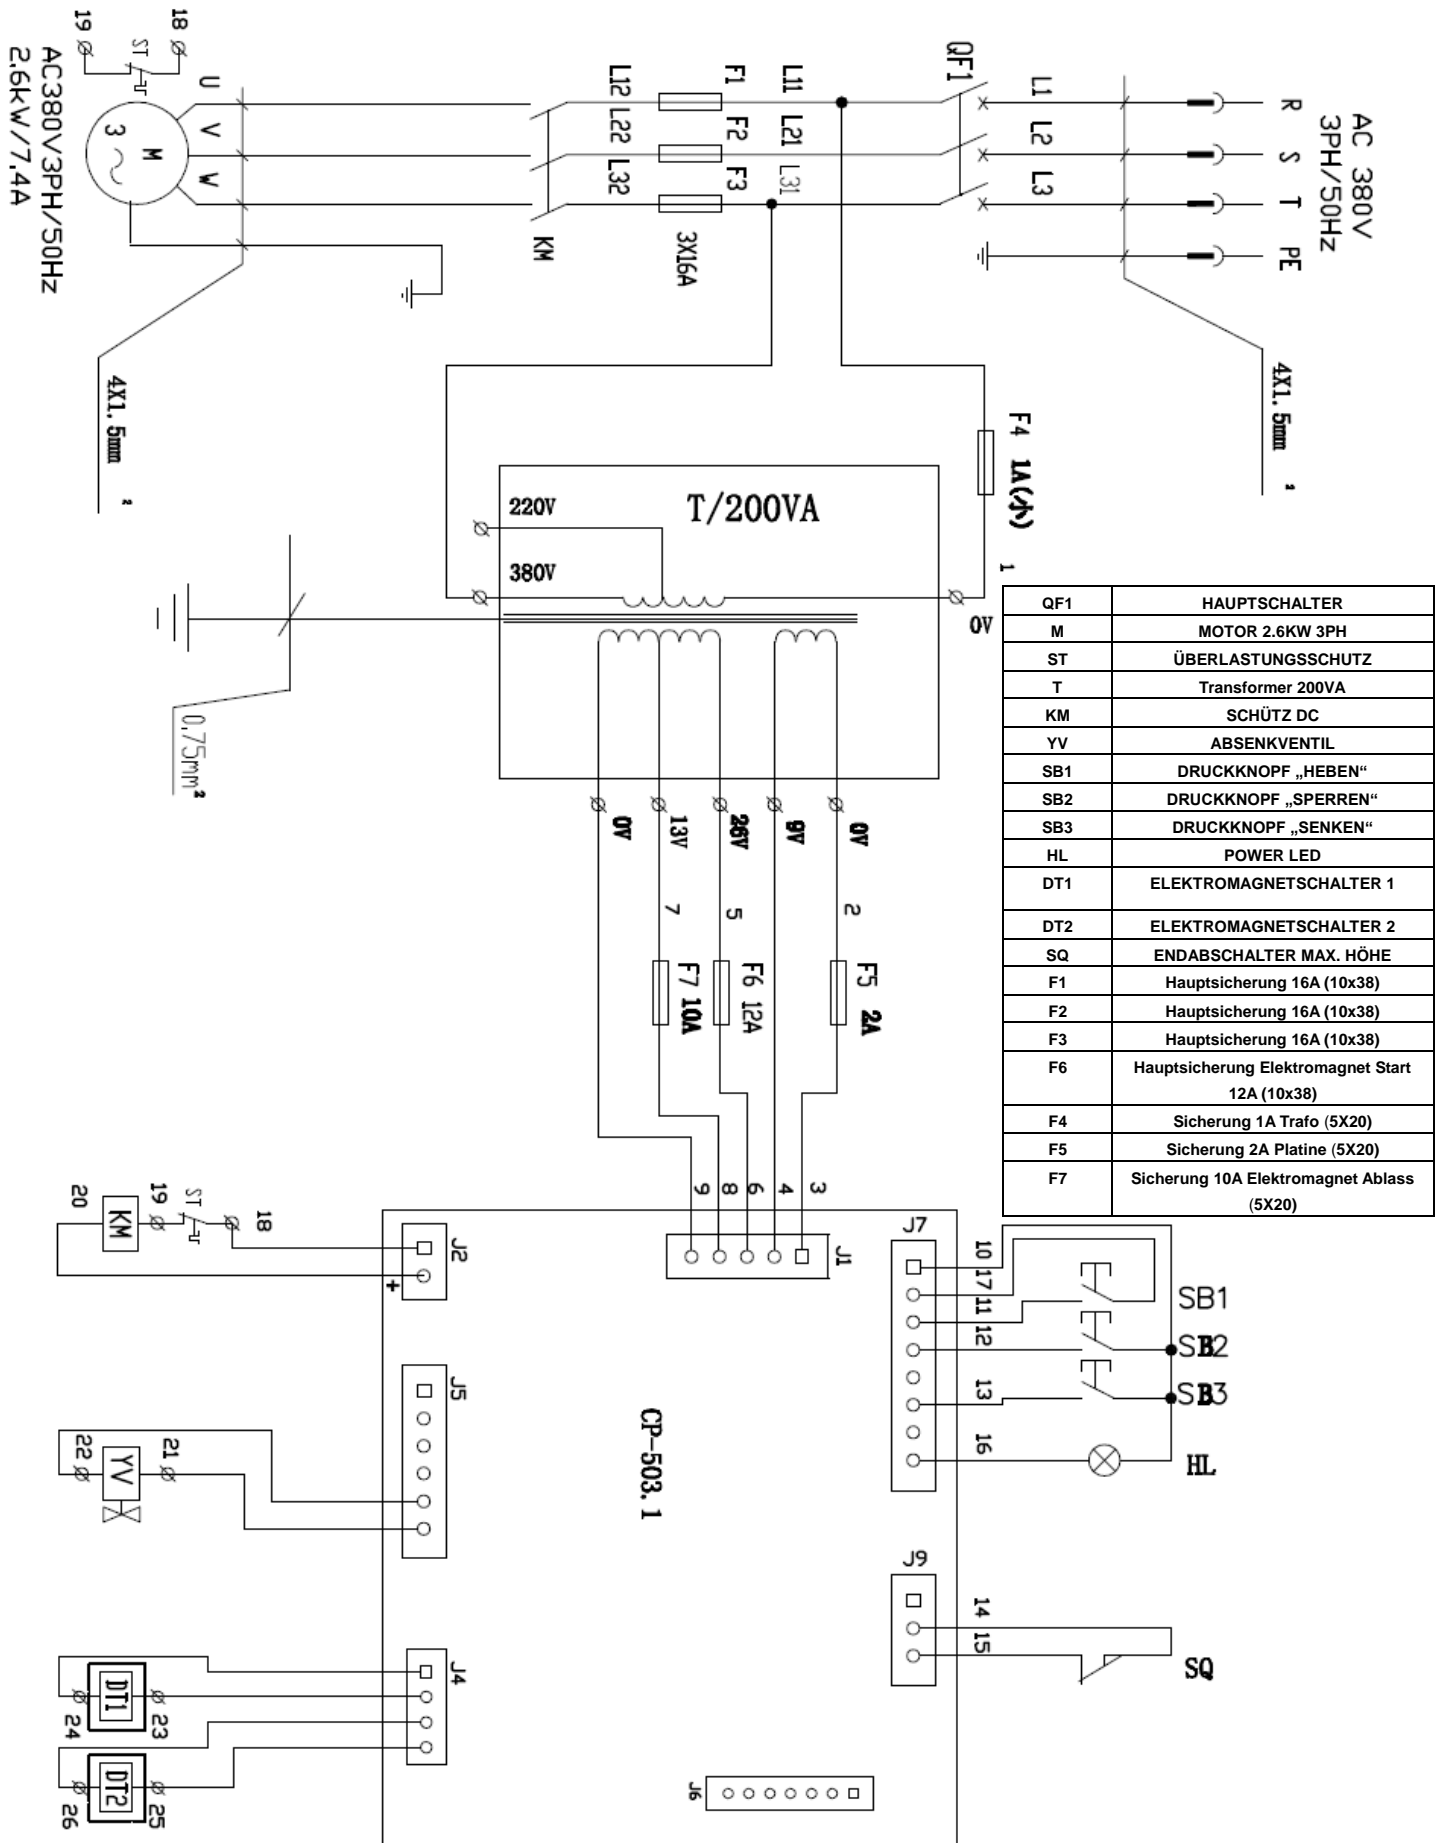 AC 380V
3PH/50Hz
R
S
T
PE
L1
L2
L3
4X1.5mm ²
QF1
L11
L21
L31
F1
F2
F3
3X16A
L12
L22
L32
KM
U
V
W
M
3
18
ST
19
AC380V3PH/50Hz
2.6kW/7.4A
4X1.5mm ²
F4 1A(小)
1
T/200VA
220V
380V
0V
0.75mm²
0V
13V
26V
9V
0V
7
5
2
F7 10A
F6 12A
F5 2A
9
8
6
4
3
J1
QF1 HAUPTSCHALTER
M MOTOR 2.6KW 3PH
ST ÜBERLASTUNGSSCHUTZ
T Transformer 200VA
KM SCHÜTZ DC
YV ABSENKVENTIL
SB1 DRUCKKNOPF „HEBEN“
SB2 DRUCKKNOPF „SPERREN“
SB3 DRUCKKNOPF „SENKEN“
HL POWER LED
DT1 ELEKTROMAGNETSCHALTER 1
DT2 ELEKTROMAGNETSCHALTER 2
SQ ENDABSCHALTER MAX. HÖHE
F1 Hauptsicherung 16A (10x38)
F2 Hauptsicherung 16A (10x38)
F3 Hauptsicherung 16A (10x38)
F6 Hauptsicherung Elektromagnet Start
12A (10x38)
F4 Sicherung 1A Trafo (5X20)
F5 Sicherung 2A Platine (5X20)
F7 Sicherung 10A Elektromagnet Ablass
(5X20)
20
KM
19
ST
18
J2
+
J5
22
YV
21
CP-503.1
J4
DT1
24
23
DT2
26
25
J6
J7
10
17
11
12
13
16
SB1
SB2
SB3
HL
J9
14
15
SQ